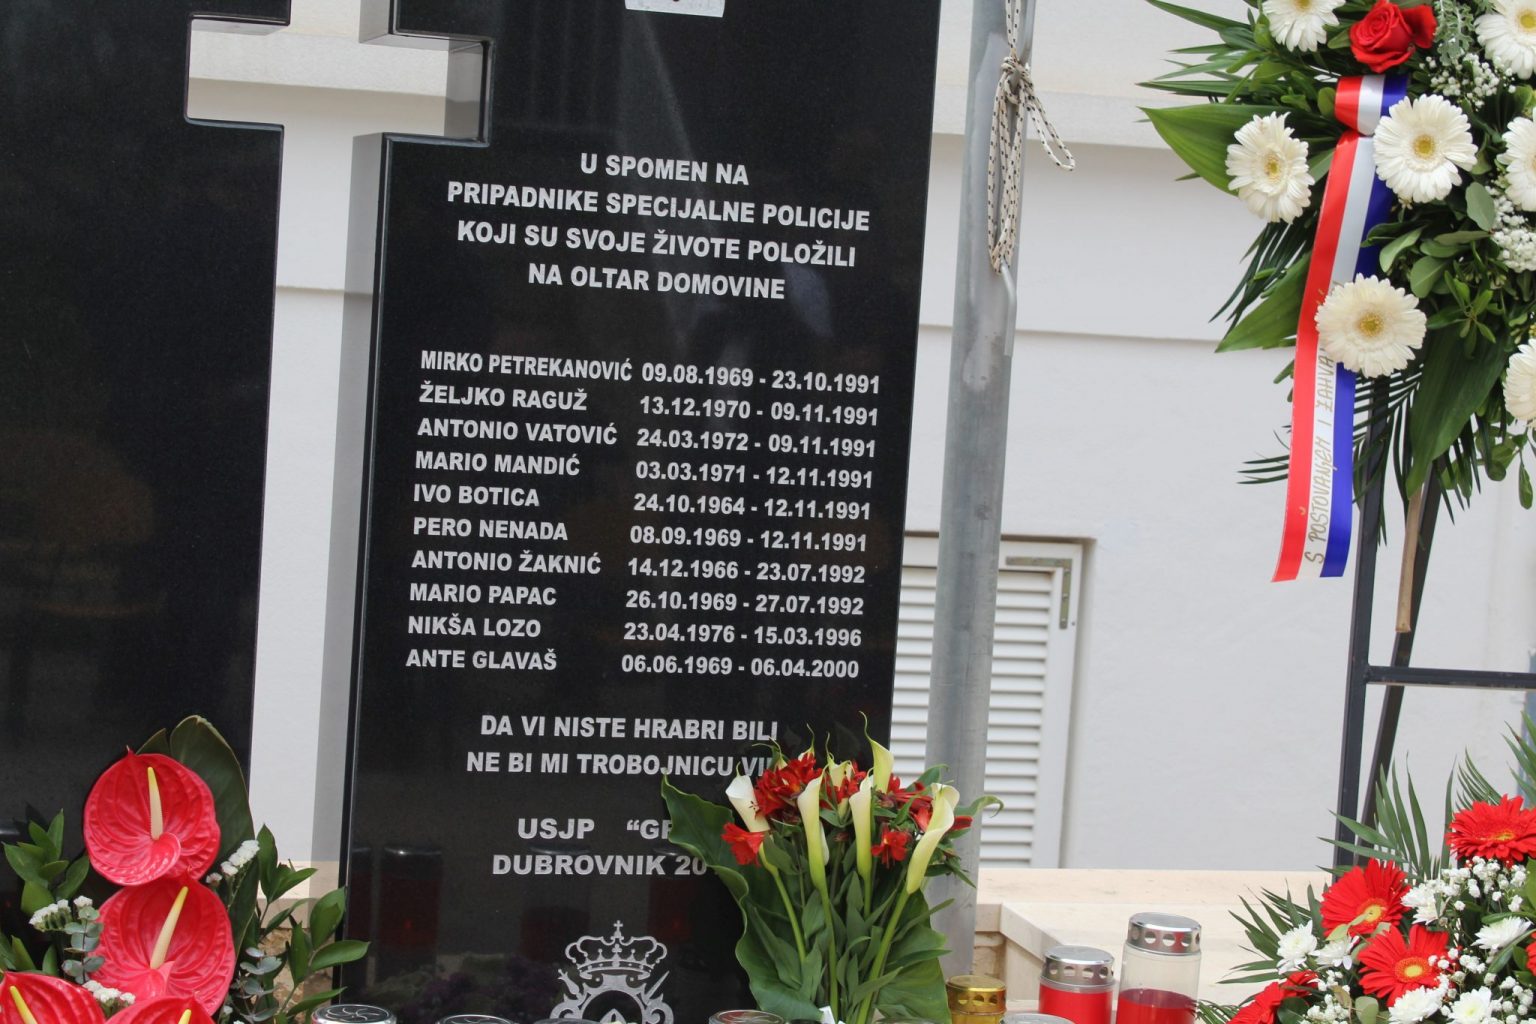 U SPOMEN NA
PRIPADNIKE SPECIJALNE POLICIJE
KOJI SU SVOJE ŽIVOTE POLOŽILI
NA OLTAR DOMOVINE
MIRKO PETREKANOVIĆ 09.08.1969 - 23.10.1991
ŽELJKO RAGUŽ 13.12.1970 - 09.11.1991
ANTONIO VATOVIĆ 24.03.1972 - 09.11.1991
MARIO MANDIĆ 03.03.1971 - 12.11.1991
IVO BOTICA 24.10.1964 - 12.11.1991
PERO NENADA 08.09.1969 - 12.11.1991
ANTONIO ŽAKNIĆ 14.12.1966 - 23.07.1992
MARIO PAPAC 26.10.1969 - 27.07.1992
NIKŠA LOZO 23.04.1976 - 15.03.1996
ANTE GLAVAŠ 06.06.1969 - 06.04.2000
DA VI NISTE HRABRI BILI
NE BI MI TROBOJNICU
USJP
DUBROVNIK
S POŠTOVANJEM I